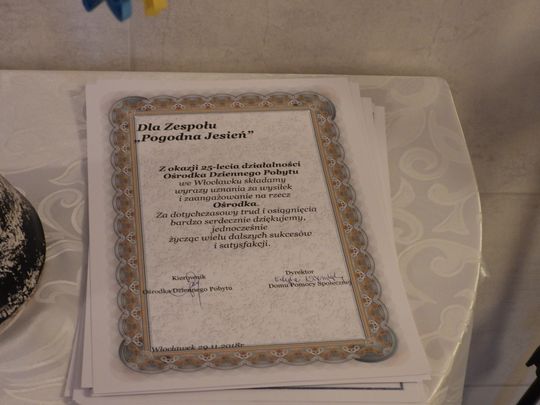 Dla Zespołu
„Pogodna Jesień”
Z okazji 25-lecia działalności
Ośrodka Dziennego Pobytu
we Włocławku składamy
wyrazy uznania za wysiłek
i zaangażowanie na rzecz
Ośrodka.
Za dotychczasowy trud i osiągnięcia
bardzo serdecznie dziękujemy,
jednocześnie
życząc wielu dalszych sukcesów
i satysfakcji.
Kierownik
Ośrodka Dziennego Pobytu
Dyrektor
Domu Pomocy Społecznej
Włocławek 29.11.2018r.